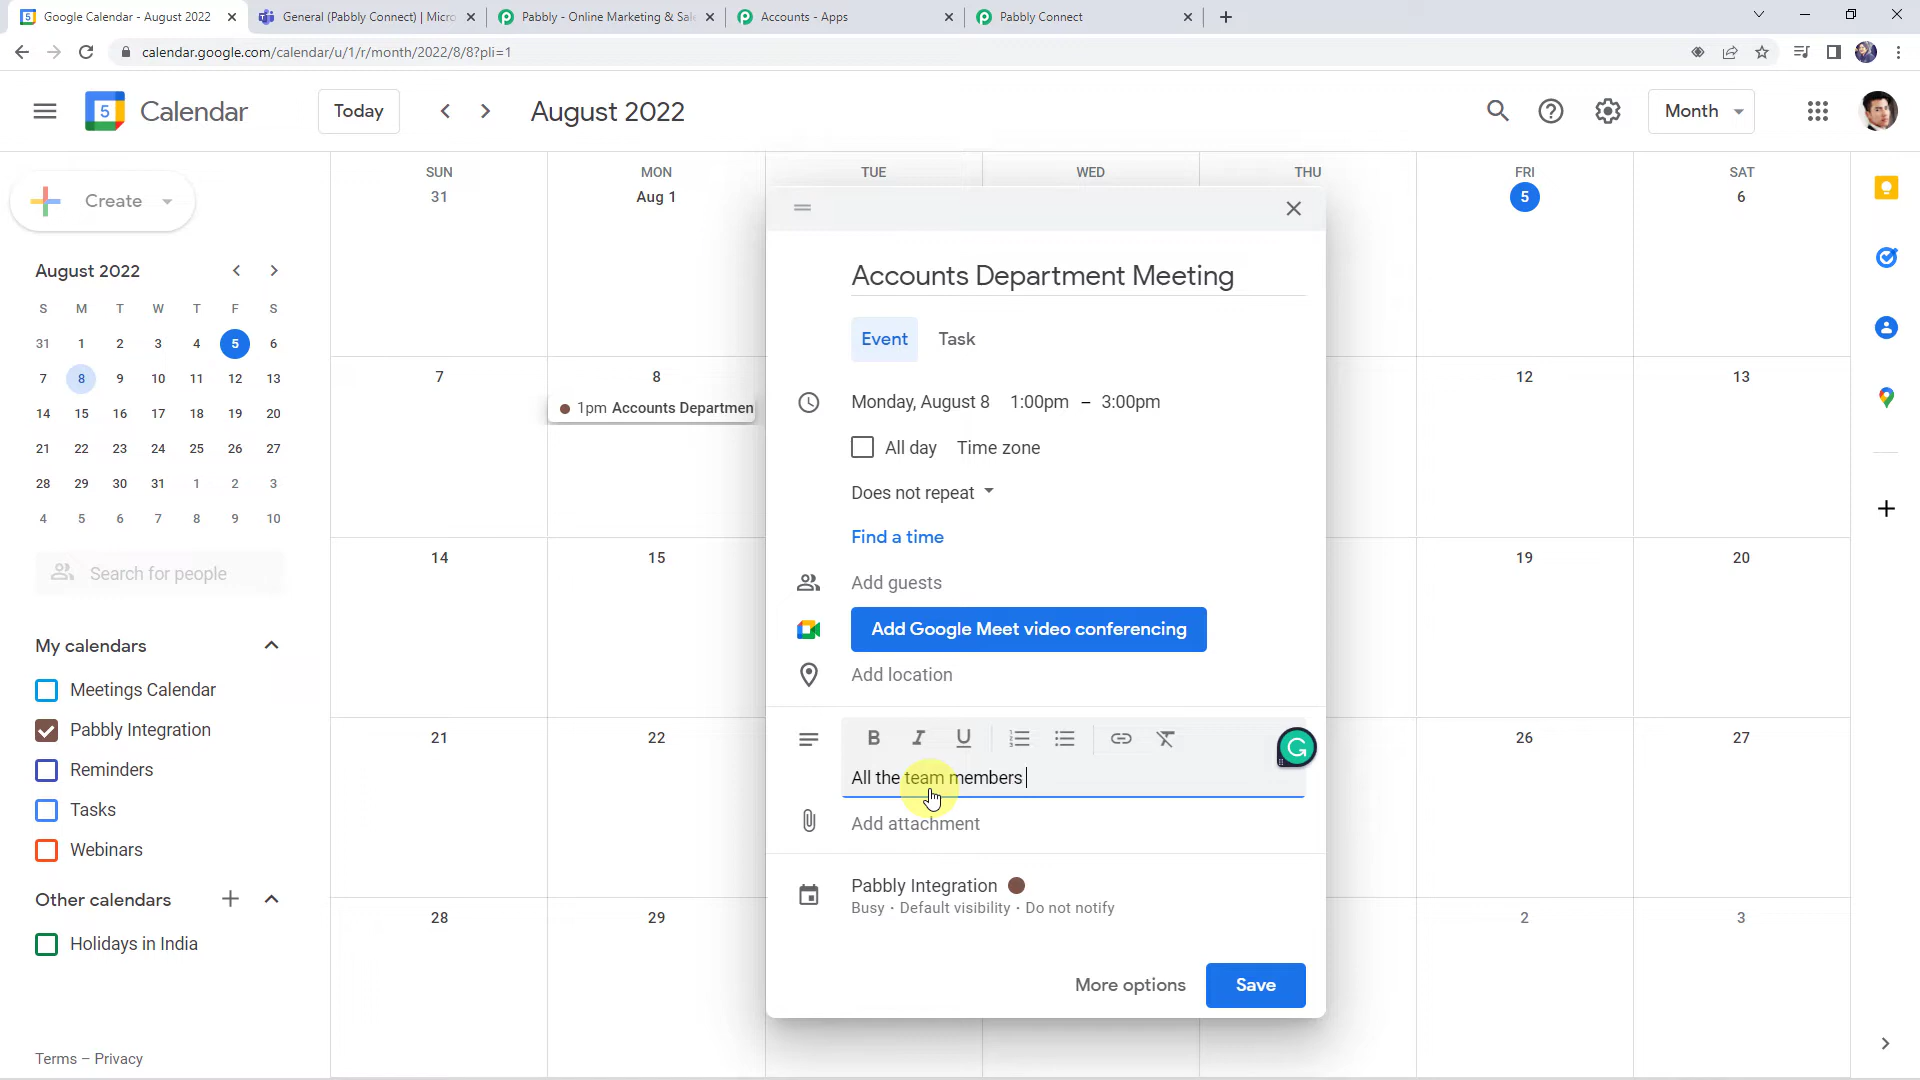 Google Calendar - August 2022
General (Pabbly Connect) | Micro
Pabbly - Online Marketing & Sal
Accounts - Apps
Pabbly Connect
calendar.google.com/calendar/u/1/r/month/2022/8/8?pli=1
5
Calendar
Today
August 2022
Month
Create
August 2022
S M T W T F S
31 1 2 3 4 5 6
7 8 9 10 11 12 13
14 15 16 17 18 19 20
21 22 23 24 25 26 27
28 29 30 31 1 2 3
4 5 6 7 8 9 10
Search for people
My calendars
Meetings Calendar
Pabbly Integration
Reminders
Tasks
Webinars
Other calendars
Holidays in India
Terms – Privacy
SUN MON TUE WED THU FRI SAT
31 Aug 1 5 6
7 8 12 13
1pm Accounts Departmen
14 15 19 20
21 22 26 27
28 29 2 3
Accounts Department Meeting
Event Task
Monday, August 8 1:00pm – 3:00pm
All day Time zone
Does not repeat
Find a time
Add guests
Add Google Meet video conferencing
Add location
B I U
All the team members
Add attachment
Pabbly Integration
Busy · Default visibility · Do not notify
More options Save